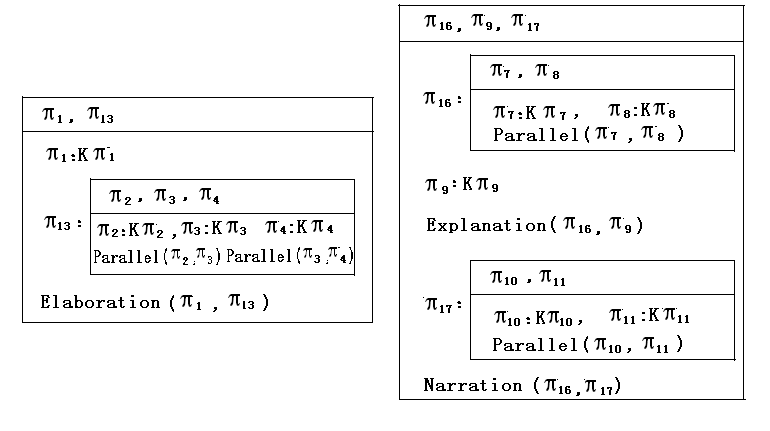 π1, π13
π1:Kπ1
π13:
π2, π3, π4
π2:Kπ2,π3:Kπ3 π4:Kπ4
Parallel(π2,π3) Parallel(π3,π4)
Elaboration (π1 , π13 )
π16, π9, π17
π16:
π7, π8
π7:Kπ7, π8:Kπ8
Parallel(π7 ,π8 )
π9:Kπ9
Explanation(π16, π9)
π17:
π10 , π11
π10:Kπ10, π11:Kπ11
Parallel(π10, π11 )
Narration (π16,π17)